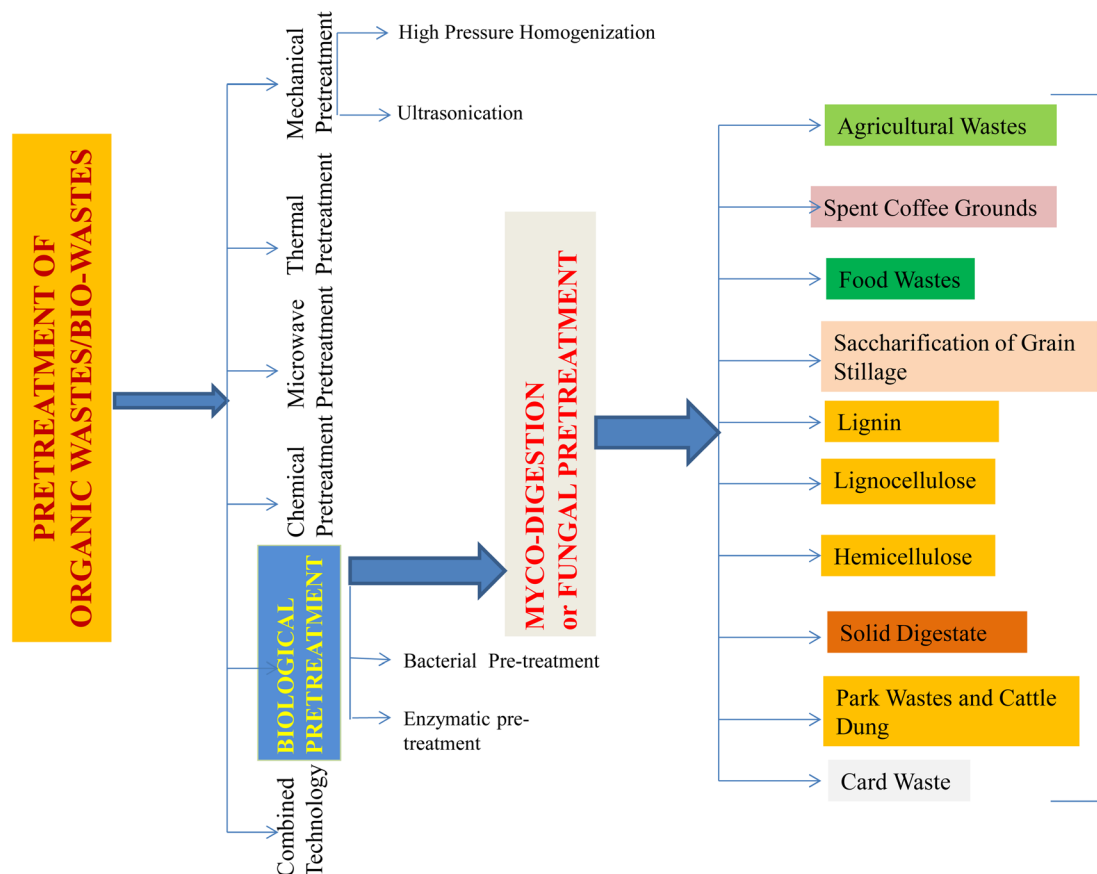 PRETREATMENT OF
ORGANIC WASTES/BIO-WASTES
Mechanical
Pretreatment
High Pressure Homogenization
Ultrasonication
Thermal
Pretreatment
Microwave
Pretreatment
Chemical
Pretreatment
BIOLOGICAL
PRETREATMENT
Bacterial Pre-treatment
Enzymatic pre-
treatment
Combined
Technology
MYCO-DIGESTION
or FUNGAL PRETREATMENT
Agricultural Wastes
Spent Coffee Grounds
Food Wastes
Saccharification of Grain
Stillage
Lignin
Lignocellulose
Hemicellulose
Solid Digestate
Park Wastes and Cattle
Dung
Card Waste